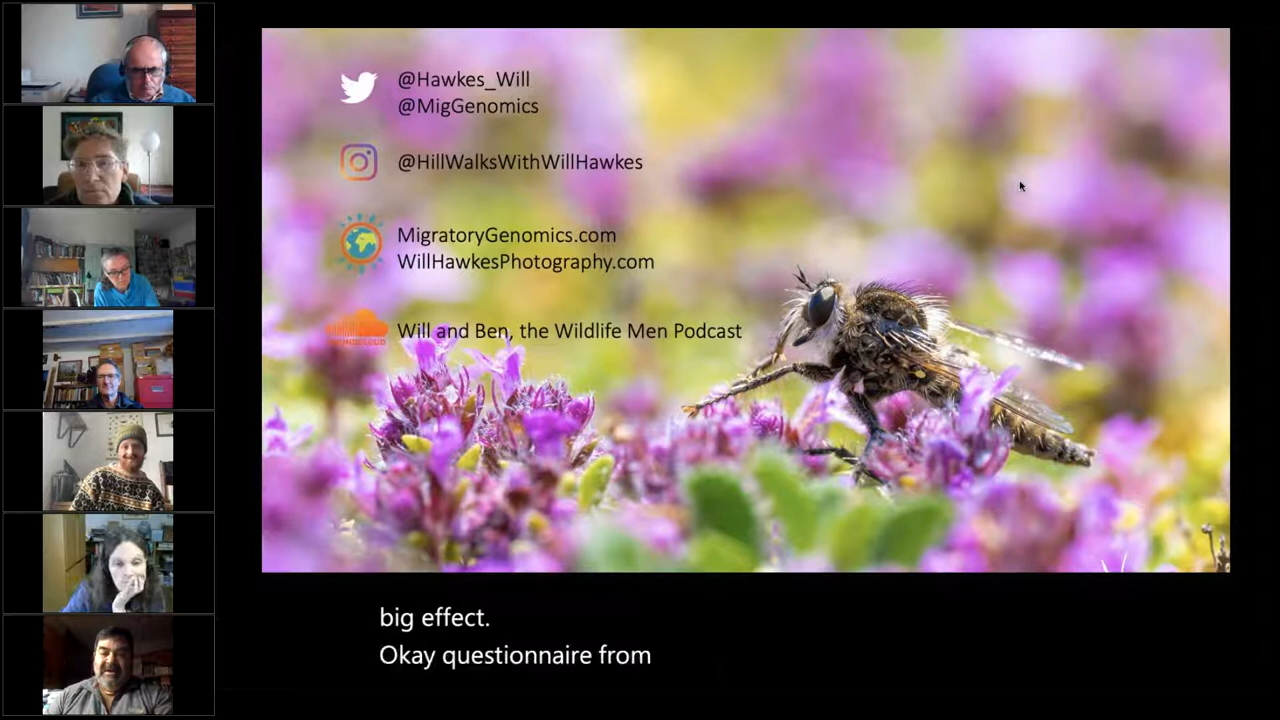 @Hawkes_Will
@MigGenomics
@HillWalksWithWillHawkes
MigratoryGenomics.com
WillHawkesPhotography.com
Will and Ben, the Wildlife Men Podcast
big effect.
Okay questionnaire from